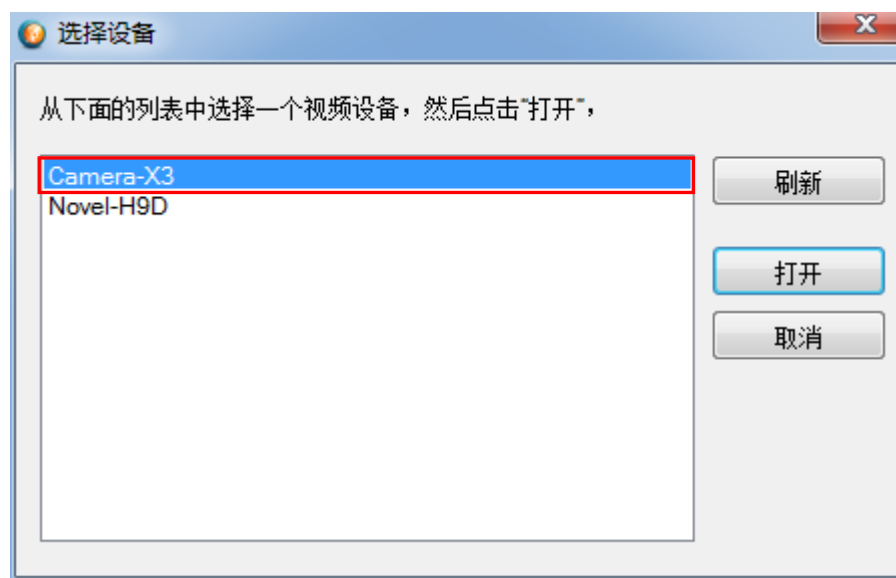 选择设备
从下面的列表中选择一个视频设备，然后点击"打开"，
Camera-X3
Novel-H9D
刷新
打开
取消